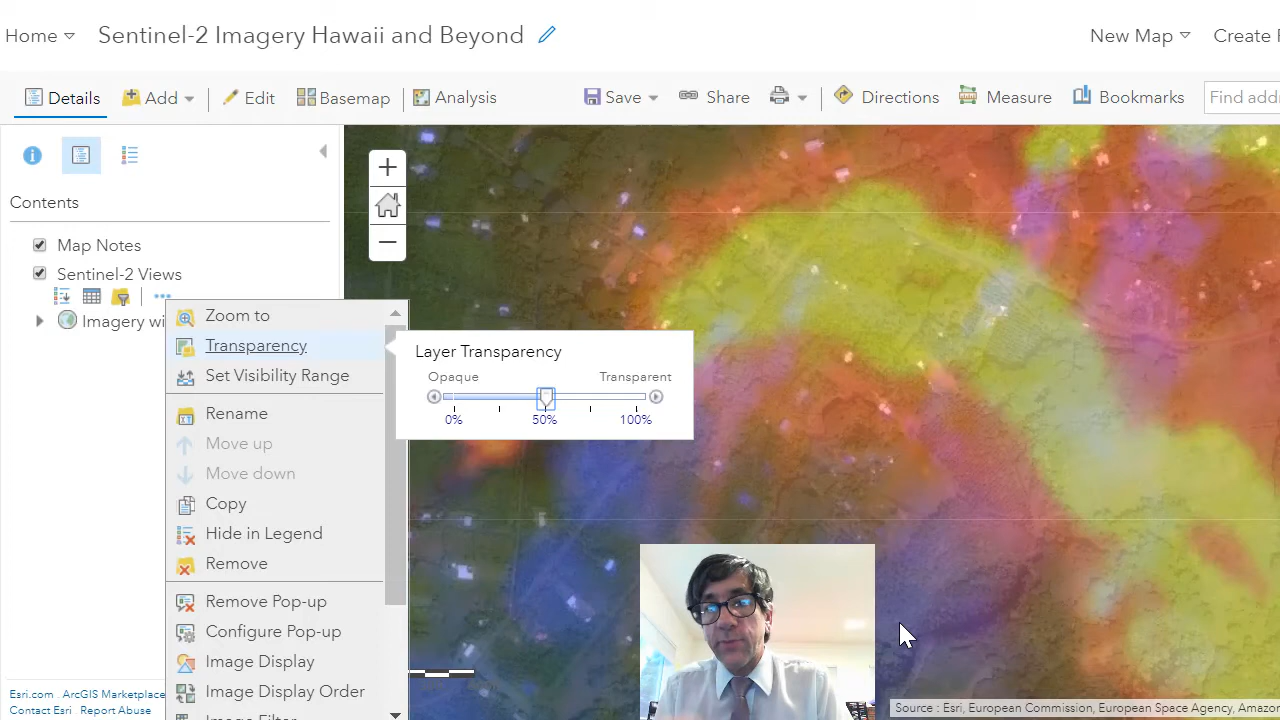 Home
Sentinel-2 Imagery Hawaii and Beyond
New Map
Create
Details
Add
Edit
Basemap
Analysis
Save
Share
Directions
Measure
Bookmarks
Find addr
Contents
Map Notes
Sentinel-2 Views
Imagery wi
Zoom to
Transparency
Set Visibility Range
Rename
Move up
Move down
Copy
Hide in Legend
Remove
Remove Pop-up
Configure Pop-up
Image Display
Image Display Order
Layer Transparency
Opaque Transparent
0% 50% 100%
Esri.com ArcGIS Marketplace
Contact Esri Report Abuse
Source : Esri, European Commission, European Space Agency, Amazon